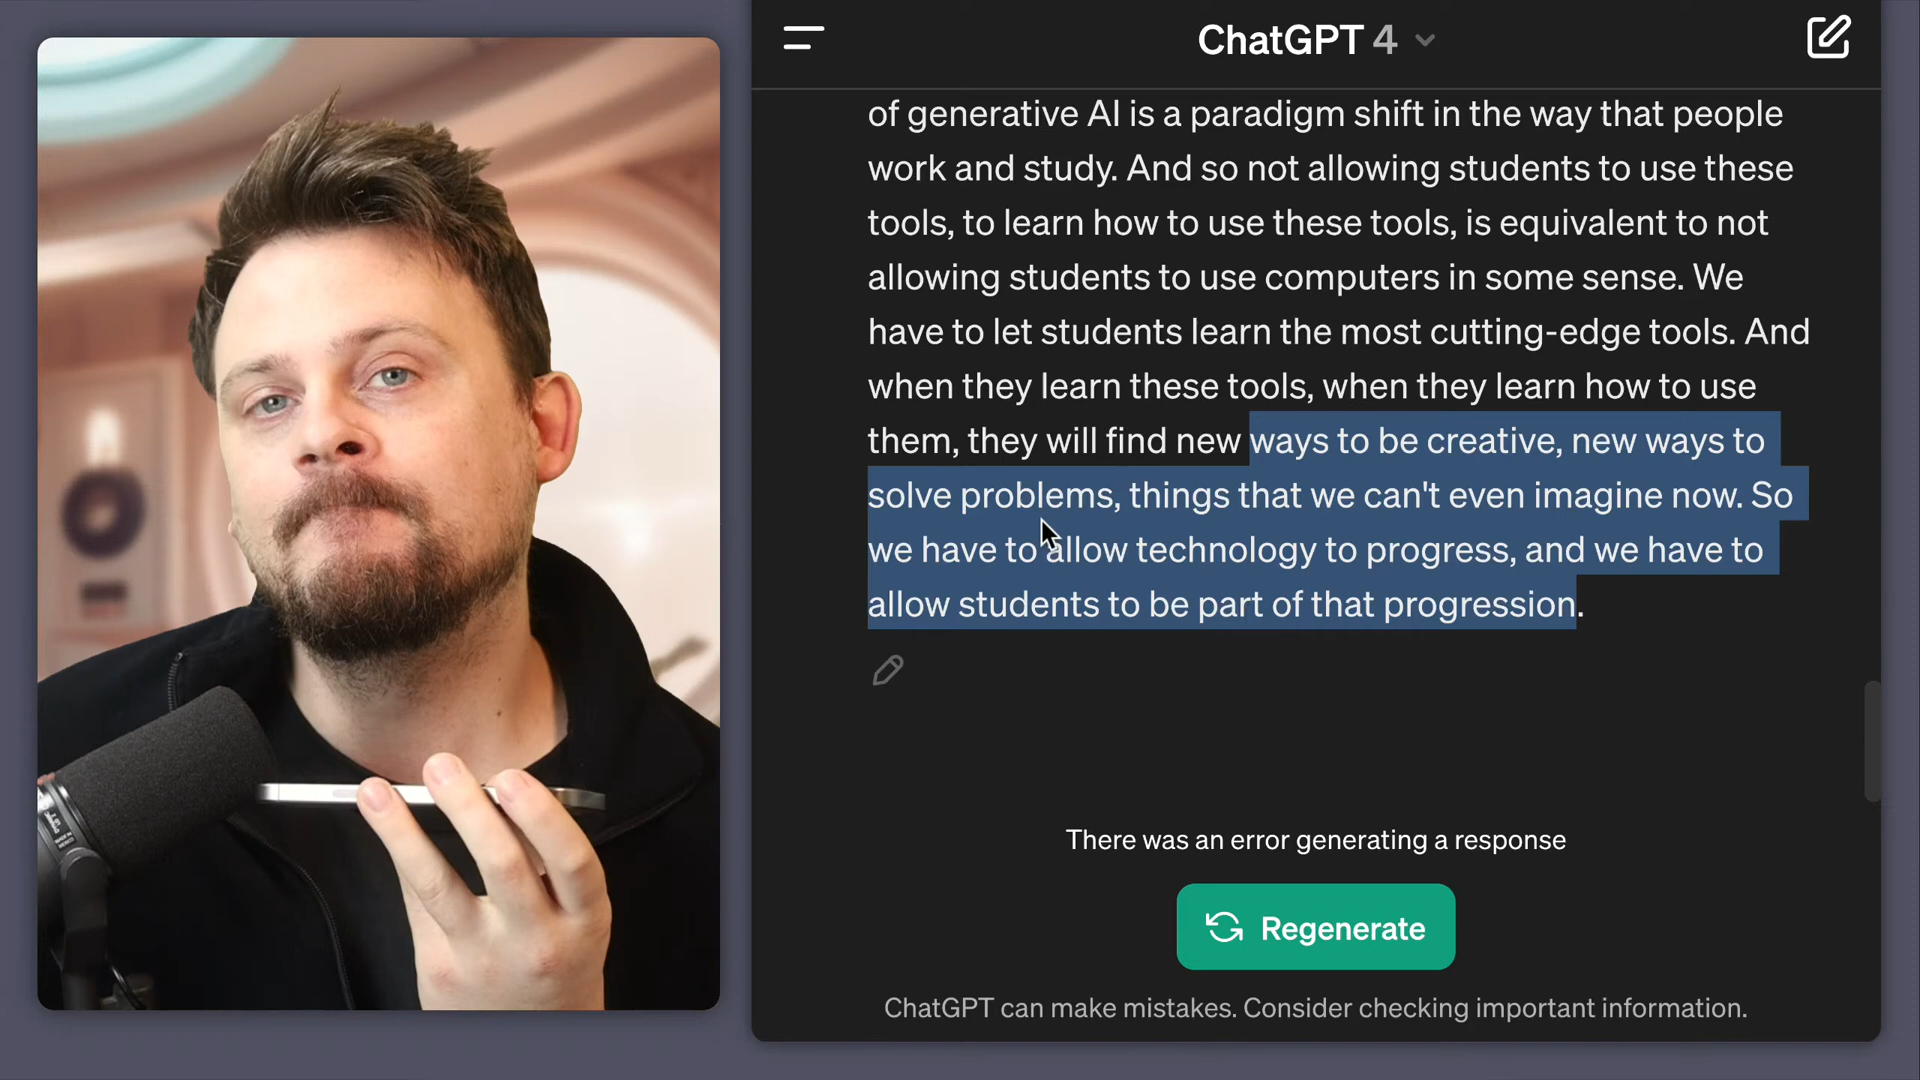 ChatGPT 4
of generative AI is a paradigm shift in the way that people
work and study. And so not allowing students to use these
tools, to learn how to use these tools, is equivalent to not
allowing students to use computers in some sense. We
have to let students learn the most cutting-edge tools. And
when they learn these tools, when they learn how to use
them, they will find new ways to be creative, new ways to
solve problems, things that we can't even imagine now. So
we have to allow technology to progress, and we have to
allow students to be part of that progression.
There was an error generating a response
Regenerate
ChatGPT can make mistakes. Consider checking important information.